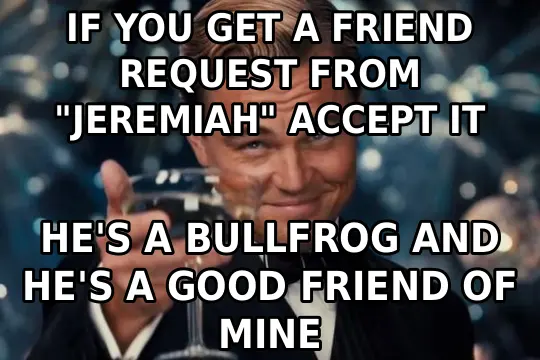 IF YOU GET A FRIEND
REQUEST FROM
"JEREMIAH" ACCEPT IT
HE'S A BULLFROG AND
HE'S A GOOD FRIEND OF
MINE